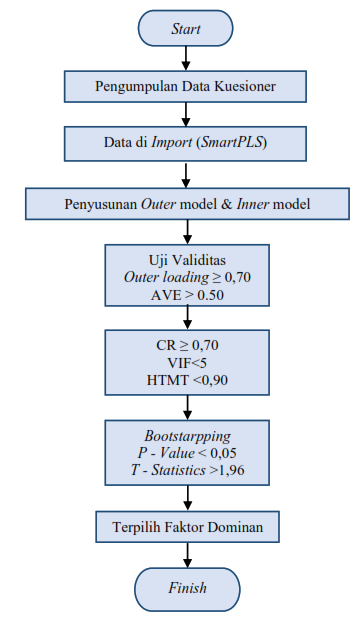 Start
Pengumpulan Data Kuesioner
Data di Import (SmartPLS)
Penyusunan Outer model & Inner model
Uji Validitas
Outer loading ≥ 0,70
AVE > 0.50
CR ≥ 0,70
VIF<5
HTMT <0,90
Bootstarpping
P - Value < 0,05
T - Statistics >1,96
Terpilih Faktor Dominan
Finish